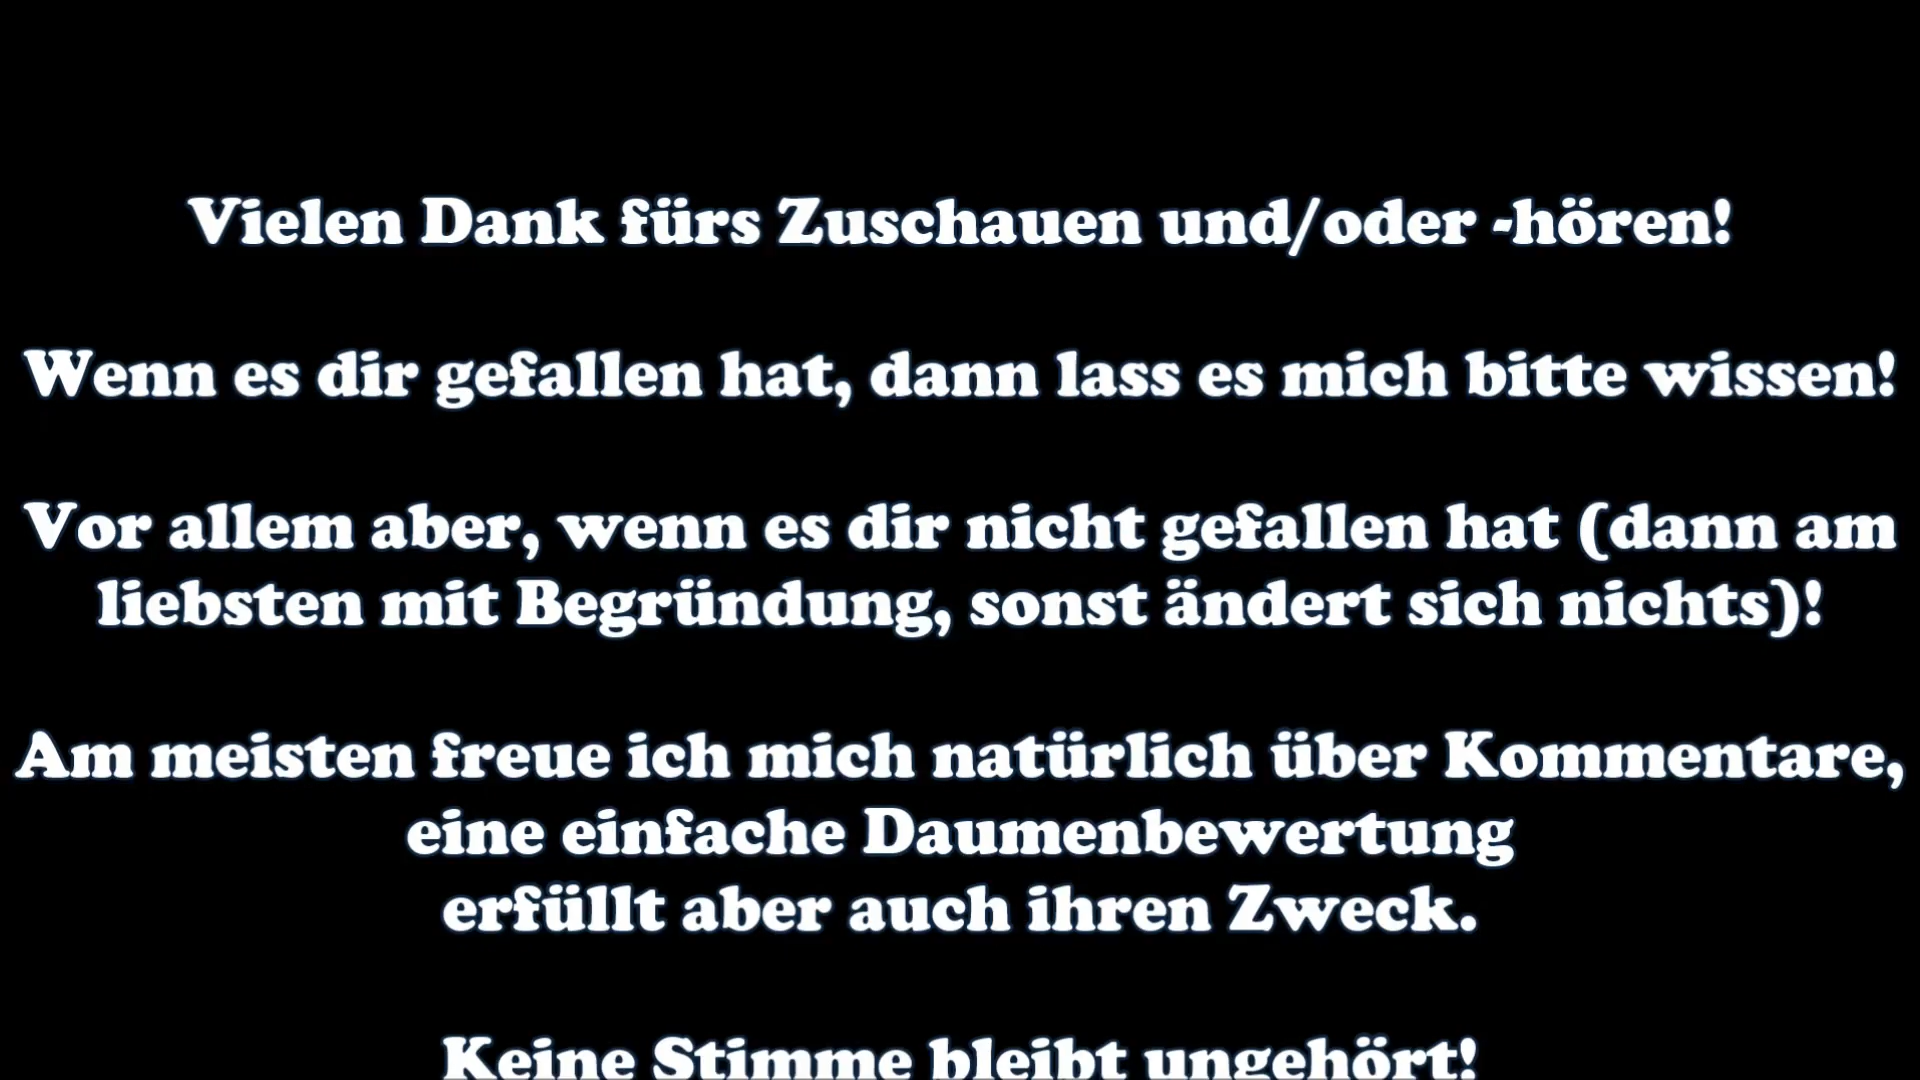 Vielen Dank fürs Zuschauen und/oder -hören!
Wenn es dir gefallen hat, dann lass es mich bitte wissen!
Vor allem aber, wenn es dir nicht gefallen hat (dann am
liebsten mit Begründung, sonst ändert sich nichts)!
Am meisten freue ich mich natürlich über Kommentare,
eine einfache Daumenbewertung
erfüllt aber auch ihren Zweck.
Keine Stimme bleibt ungehört!